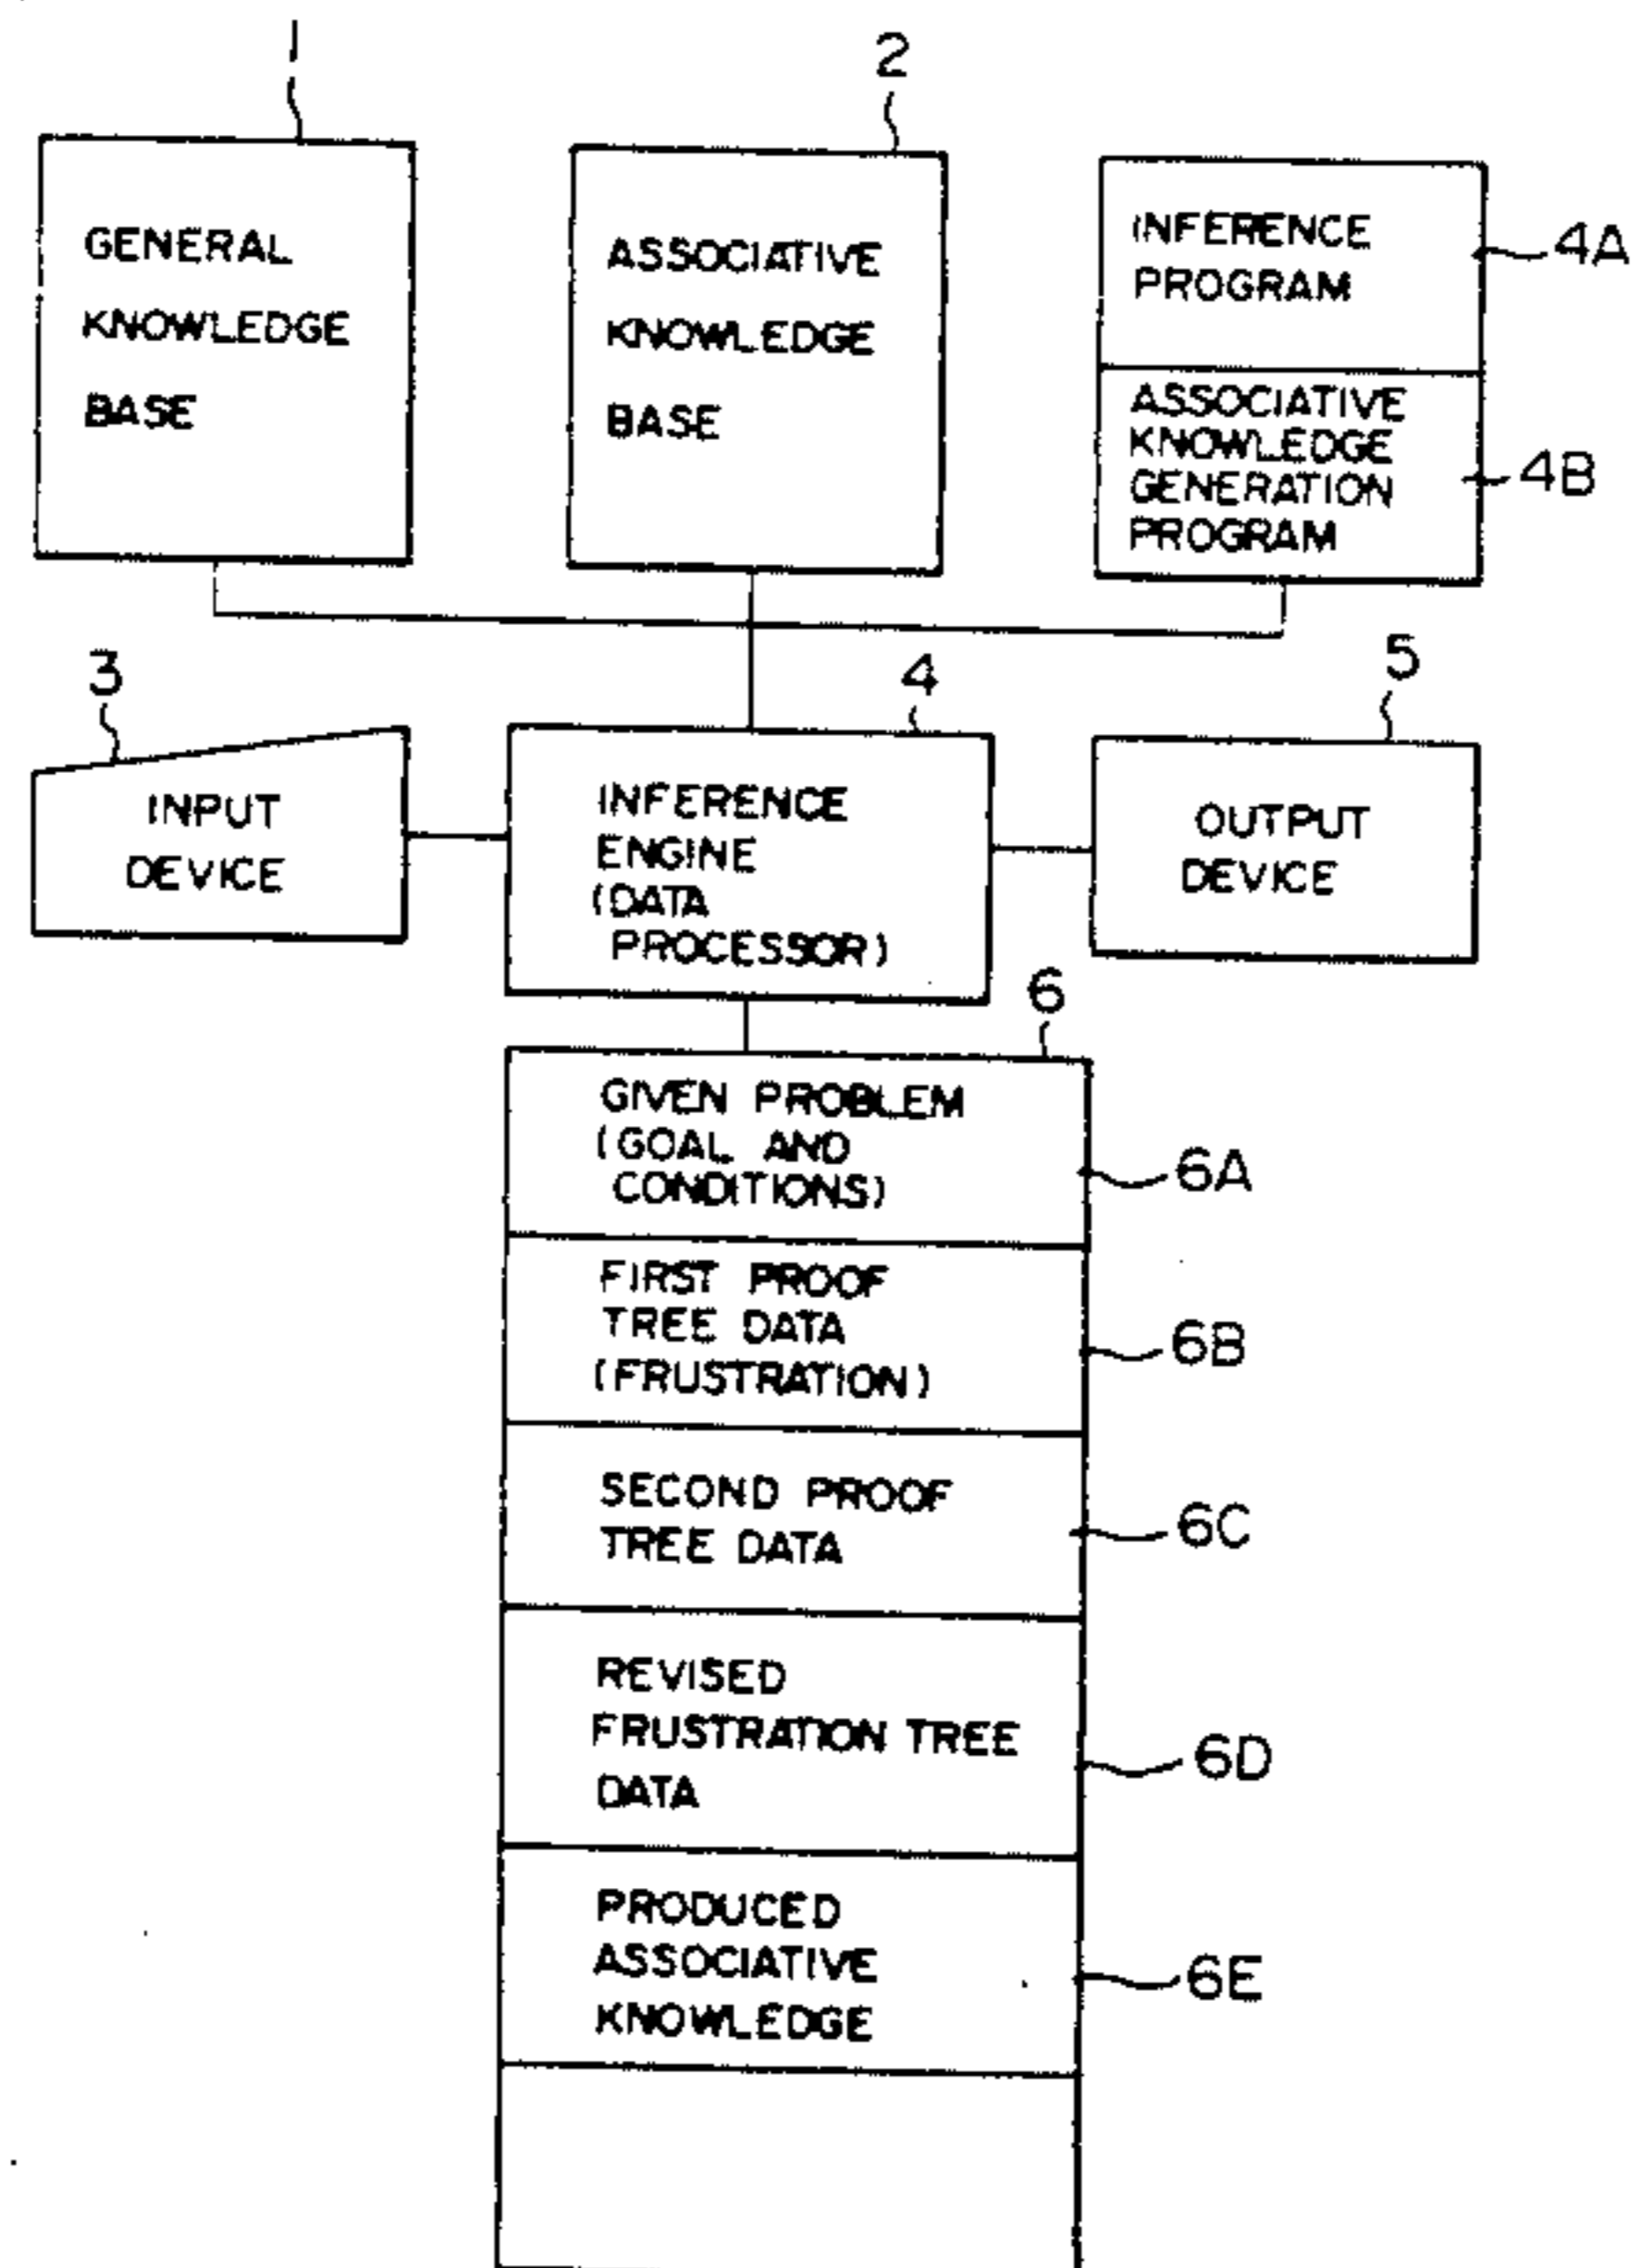 1
2
GENERAL
KNOWLEDGE
BASE
ASSOCIATIVE
KNOWLEDGE
BASE
INFERENCE
PROGRAM
4A
ASSOCIATIVE
KNOWLEDGE
GENERATION
PROGRAM
4B
3
4
5
INPUT
DEVICE
INFERENCE
ENGINE
(DATA
PROCESSOR)
OUTPUT
DEVICE
6
GIVEN PROBLEM
(GOAL AND
CONDITIONS)
6A
FIRST PROOF
TREE DATA
(FRUSTRATION)
6B
SECOND PROOF
TREE DATA
6C
REVISED
FRUSTRATION TREE
DATA
6D
PRODUCED
ASSOCIATIVE
KNOWLEDGE
6E